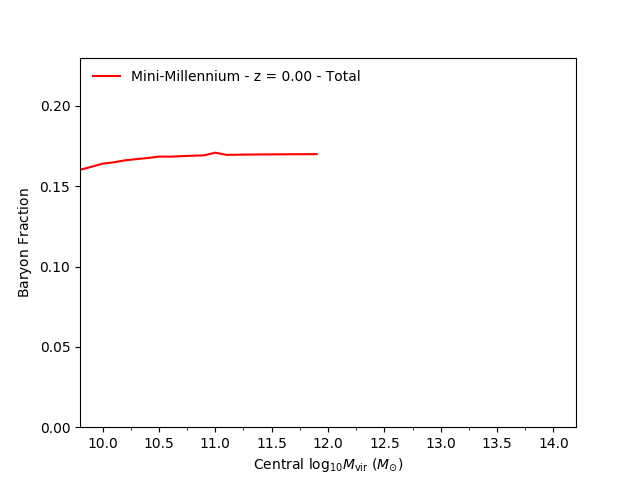 Mini-Millennium - z = 0.00 - Total
0.20
0.15
0.10
0.05
0.00
Baryon Fraction
10.0 10.5 11.0 11.5 12.0 12.5 13.0 13.5 14.0
Central log₁₀Mᵥᵢᵣ (M☉)